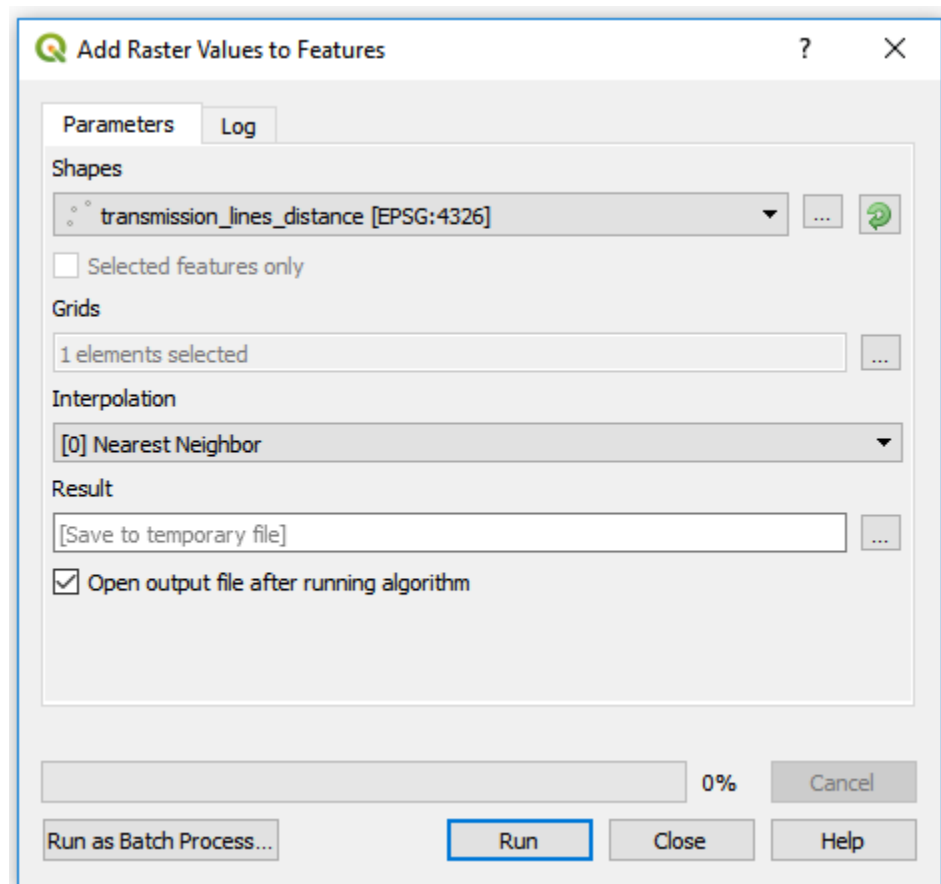 Add Raster Values to Features
?
Parameters
Log
Shapes
transmission_lines_distance [EPSG:4326]
...
Selected features only
Grids
1 elements selected
...
Interpolation
[0] Nearest Neighbor
Result
[Save to temporary file]
...
Open output file after running algorithm
0%
Cancel
Run as Batch Process...
Run
Close
Help